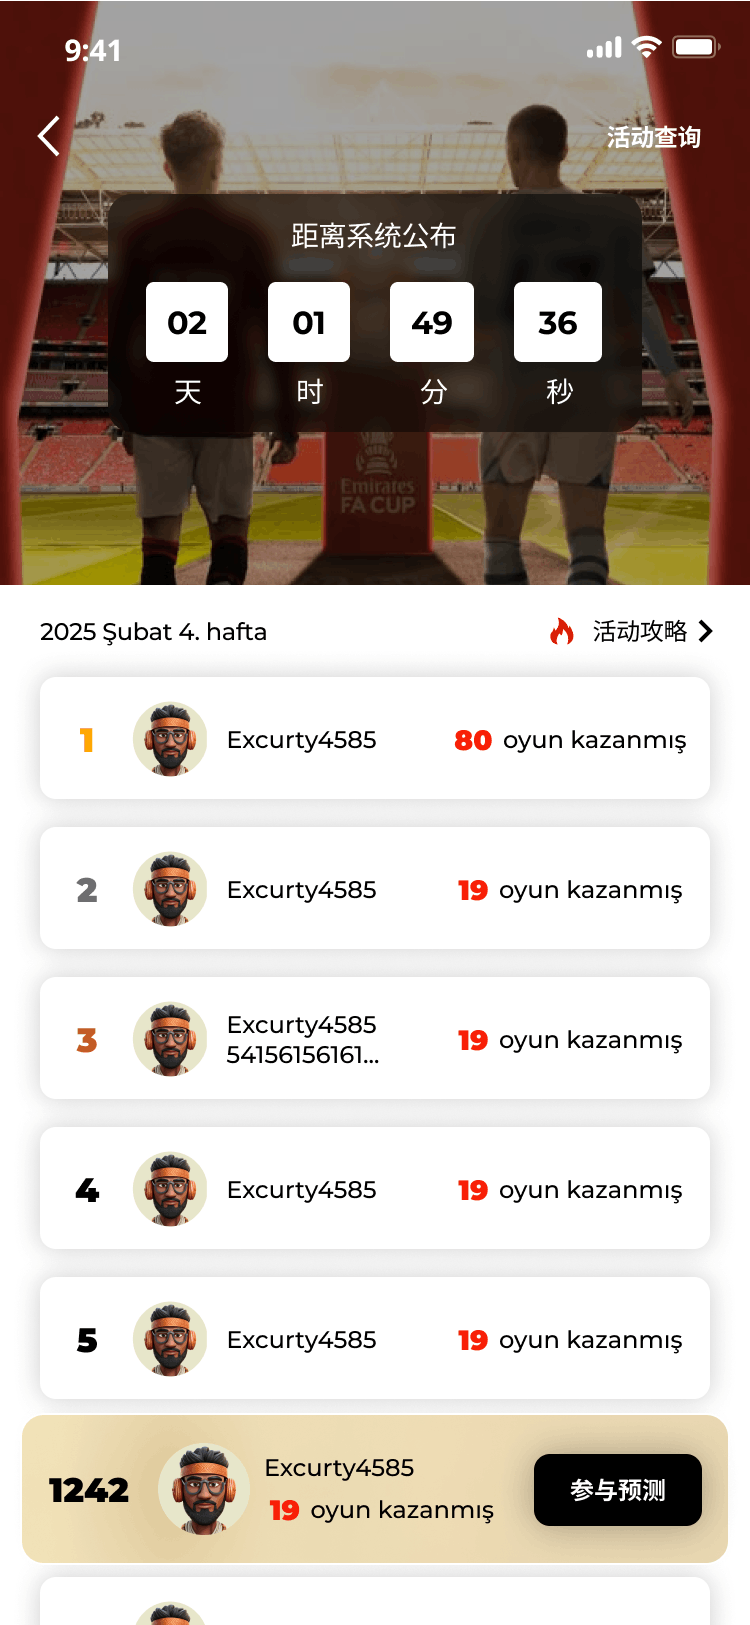 9:41
活动查询
距离系统公布
02 01 49 36
天 时 分 秒
Emirates
FA CUP
2025 Şubat 4. hafta
活动攻略
1 Excurty4585 80 oyun kazanmış
2 Excurty4585 19 oyun kazanmış
3 Excurty4585
54156156161... 19 oyun kazanmış
4 Excurty4585 19 oyun kazanmış
5 Excurty4585 19 oyun kazanmış
1242 Excurty4585
19 oyun kazanmış
参与预测